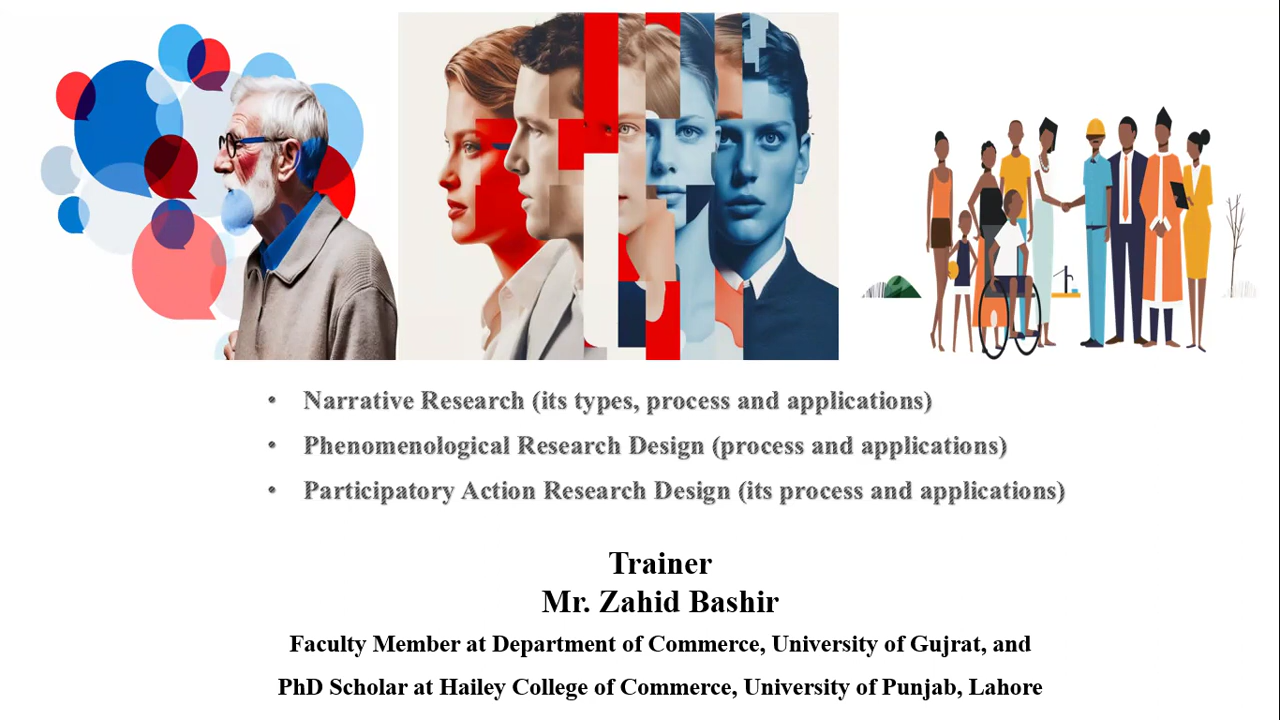 • Narrative Research (its types, process and applications)
• Phenomenological Research Design (process and applications)
• Participatory Action Research Design (its process and applications)
Trainer
Mr. Zahid Bashir
Faculty Member at Department of Commerce, University of Gujrat, and
PhD Scholar at Hailey College of Commerce, University of Punjab, Lahore